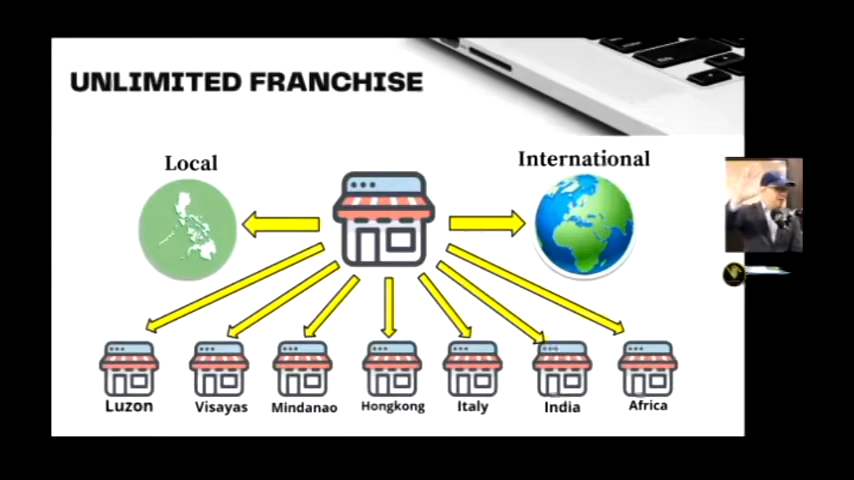 UNLIMITED FRANCHISE
Local
International
Luzon
Visayas
Mindanao
Hongkong
Italy
India
Africa